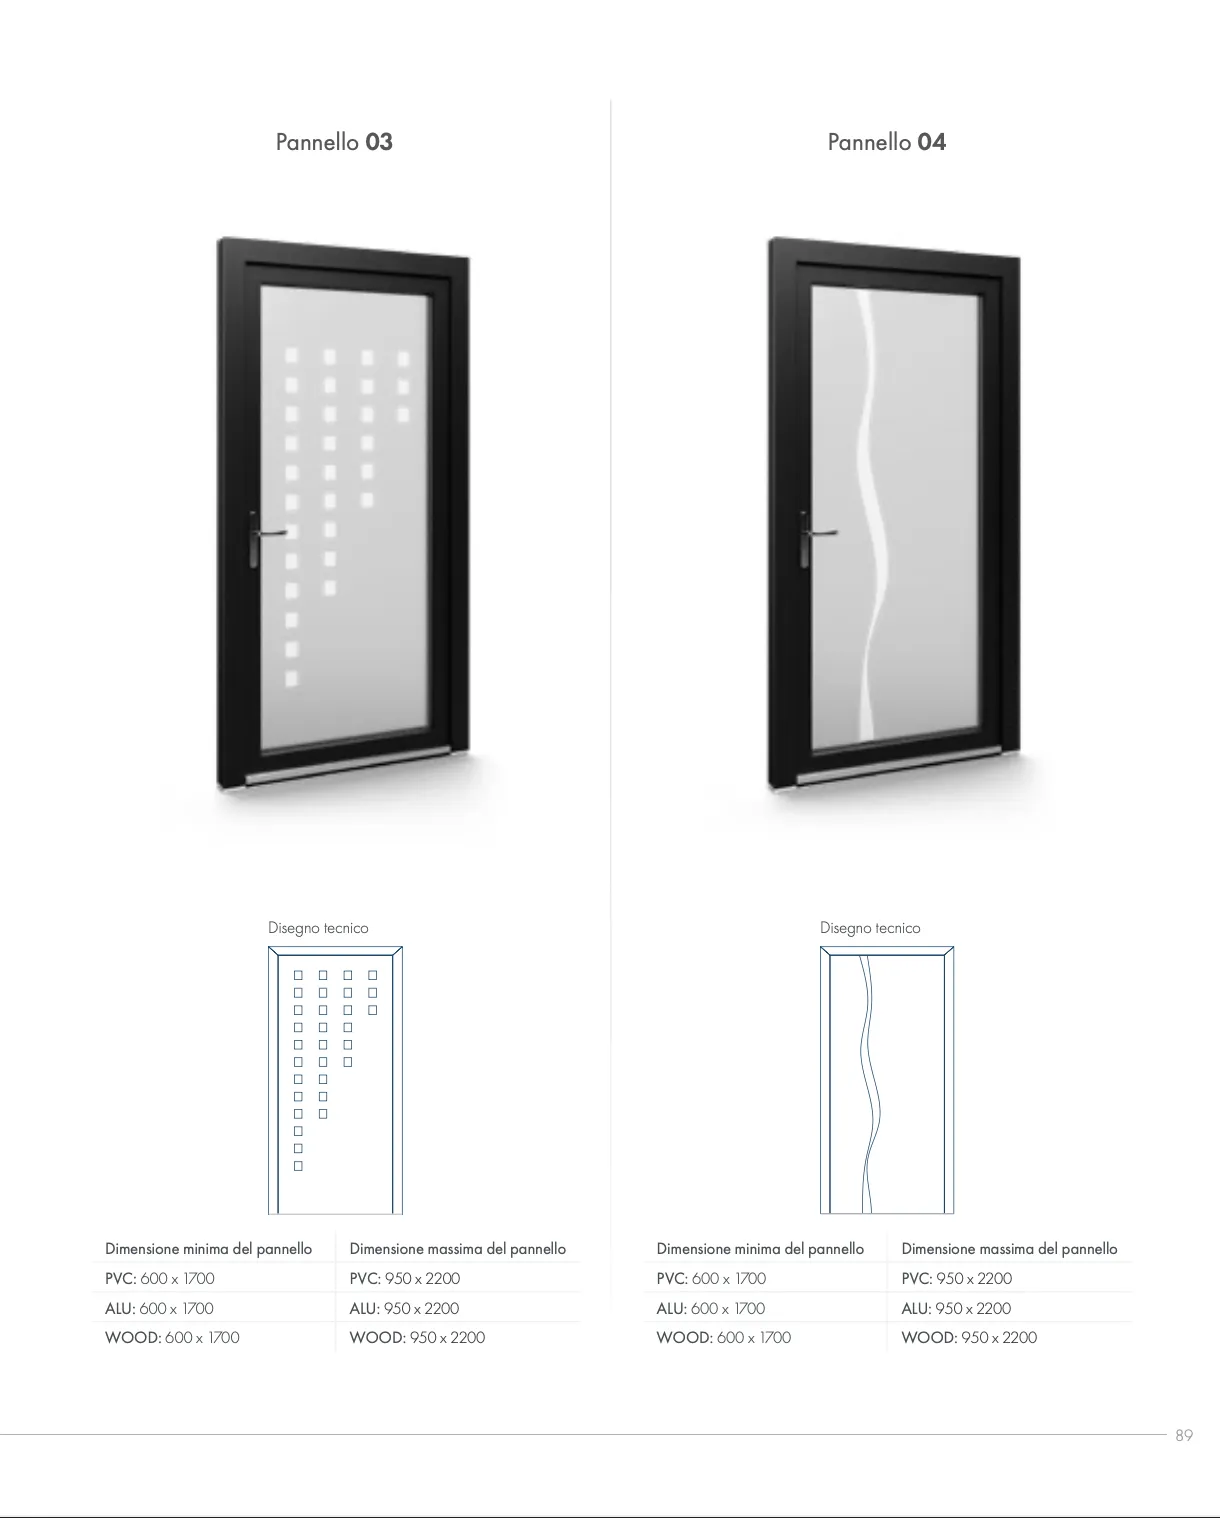 Pannello 03
Disegno tecnico
Dimensione minima del pannello
Dimensione massima del pannello
PVC: 600 x 1700
PVC: 950 x 2200
ALU: 600 x 1700
ALU: 950 x 2200
WOOD: 600 x 1700
WOOD: 950 x 2200
Pannello 04
Disegno tecnico
Dimensione minima del pannello
Dimensione massima del pannello
PVC: 600 x 1700
PVC: 950 x 2200
ALU: 600 x 1700
ALU: 950 x 2200
WOOD: 600 x 1700
WOOD: 950 x 2200
89